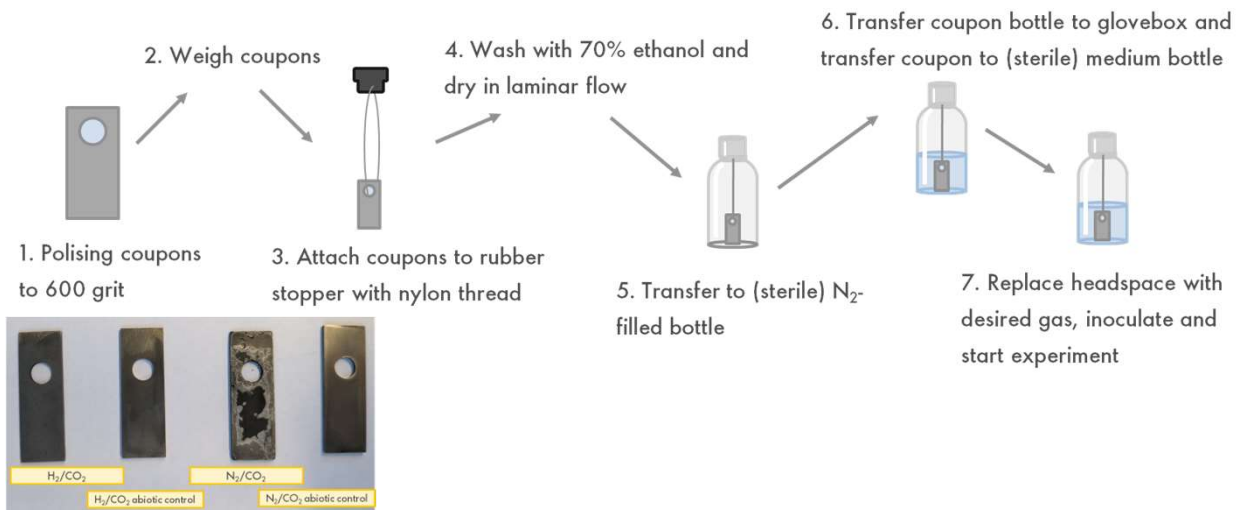 1. Polising coupons
to 600 grit
2. Weigh coupons
3. Attach coupons to rubber
stopper with nylon thread
4. Wash with 70% ethanol and
dry in laminar flow
5. Transfer to (sterile) N₂-
filled bottle
6. Transfer coupon bottle to glovebox and
transfer coupon to (sterile) medium bottle
7. Replace headspace with
desired gas, inoculate and
start experiment
H₂/CO₂
H₂/CO₂ abiotic control
N₂/CO₂
N₂/CO₂ abiotic control